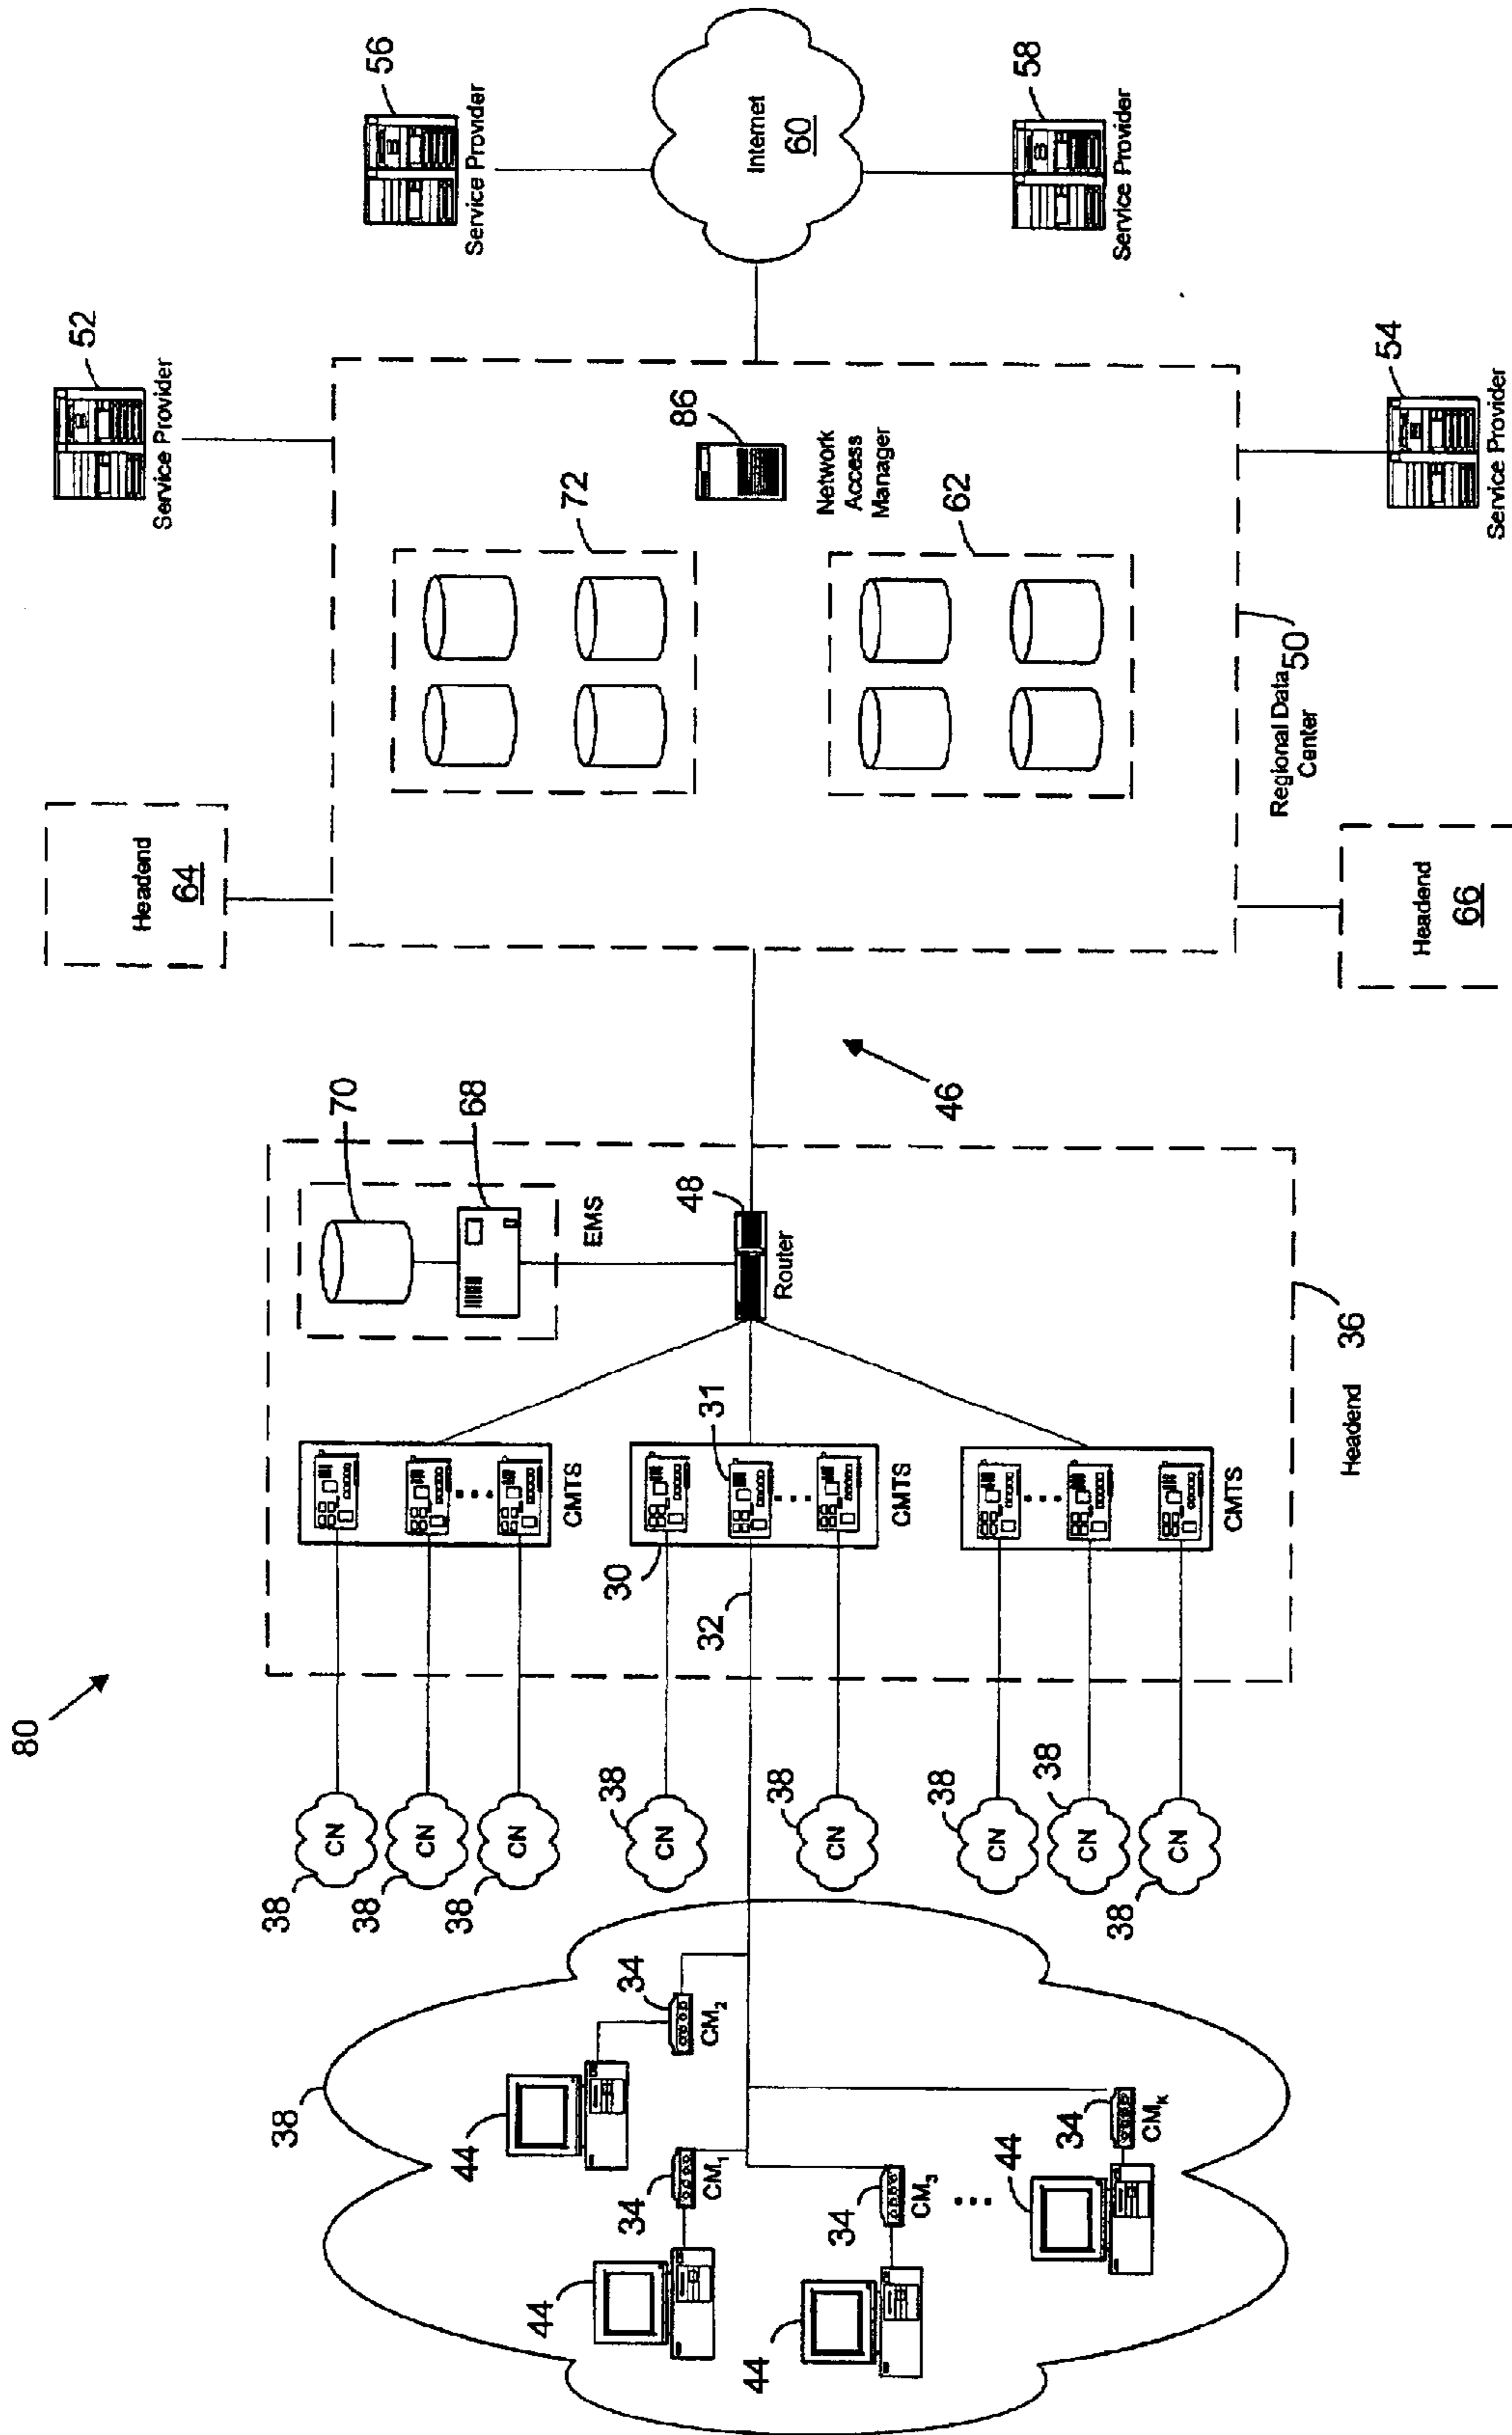 80
38
44
34
CM₂
44
34
CM₁
44
34
CM₃
44
34
CMₖ
38
CN
38
CN
38
CN
38
CN
38
CN
38
CN
38
CN
38
CN
32
30
31
CMTS
CMTS
CMTS
70
68
EMS
48
Router
Headend
36
46
Headend
64
Headend
66
72
62
86
Network
Access
Manager
Regional Data
Center
50
52
Service Provider
54
Service Provider
56
Service Provider
58
Service Provider
Internet
60